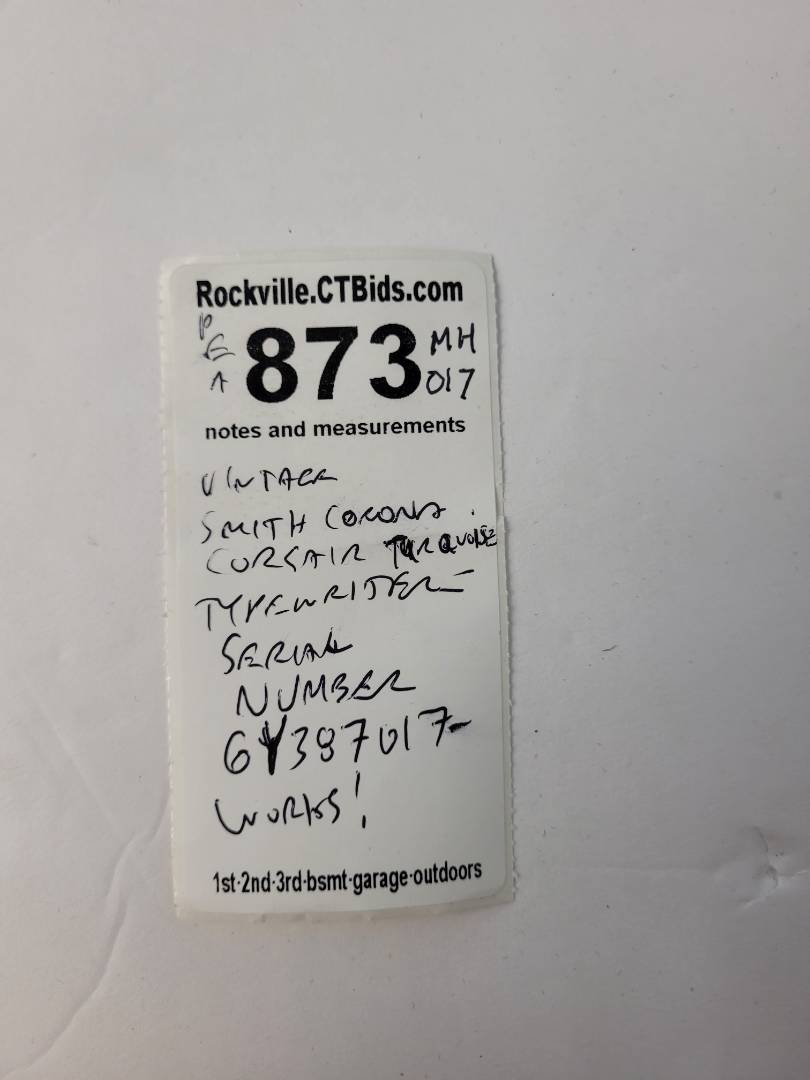 Rockville.CTBids.com
P
E
A
873
MH
017
notes and measurements
VINTAGE
SMITH CORONA
CORSAIR TURQUOISE
TYPEWRITER
SERIAL
NUMBER
6Y387017
WORKS!
1st·2nd·3rd·bsmt·garage·outdoors